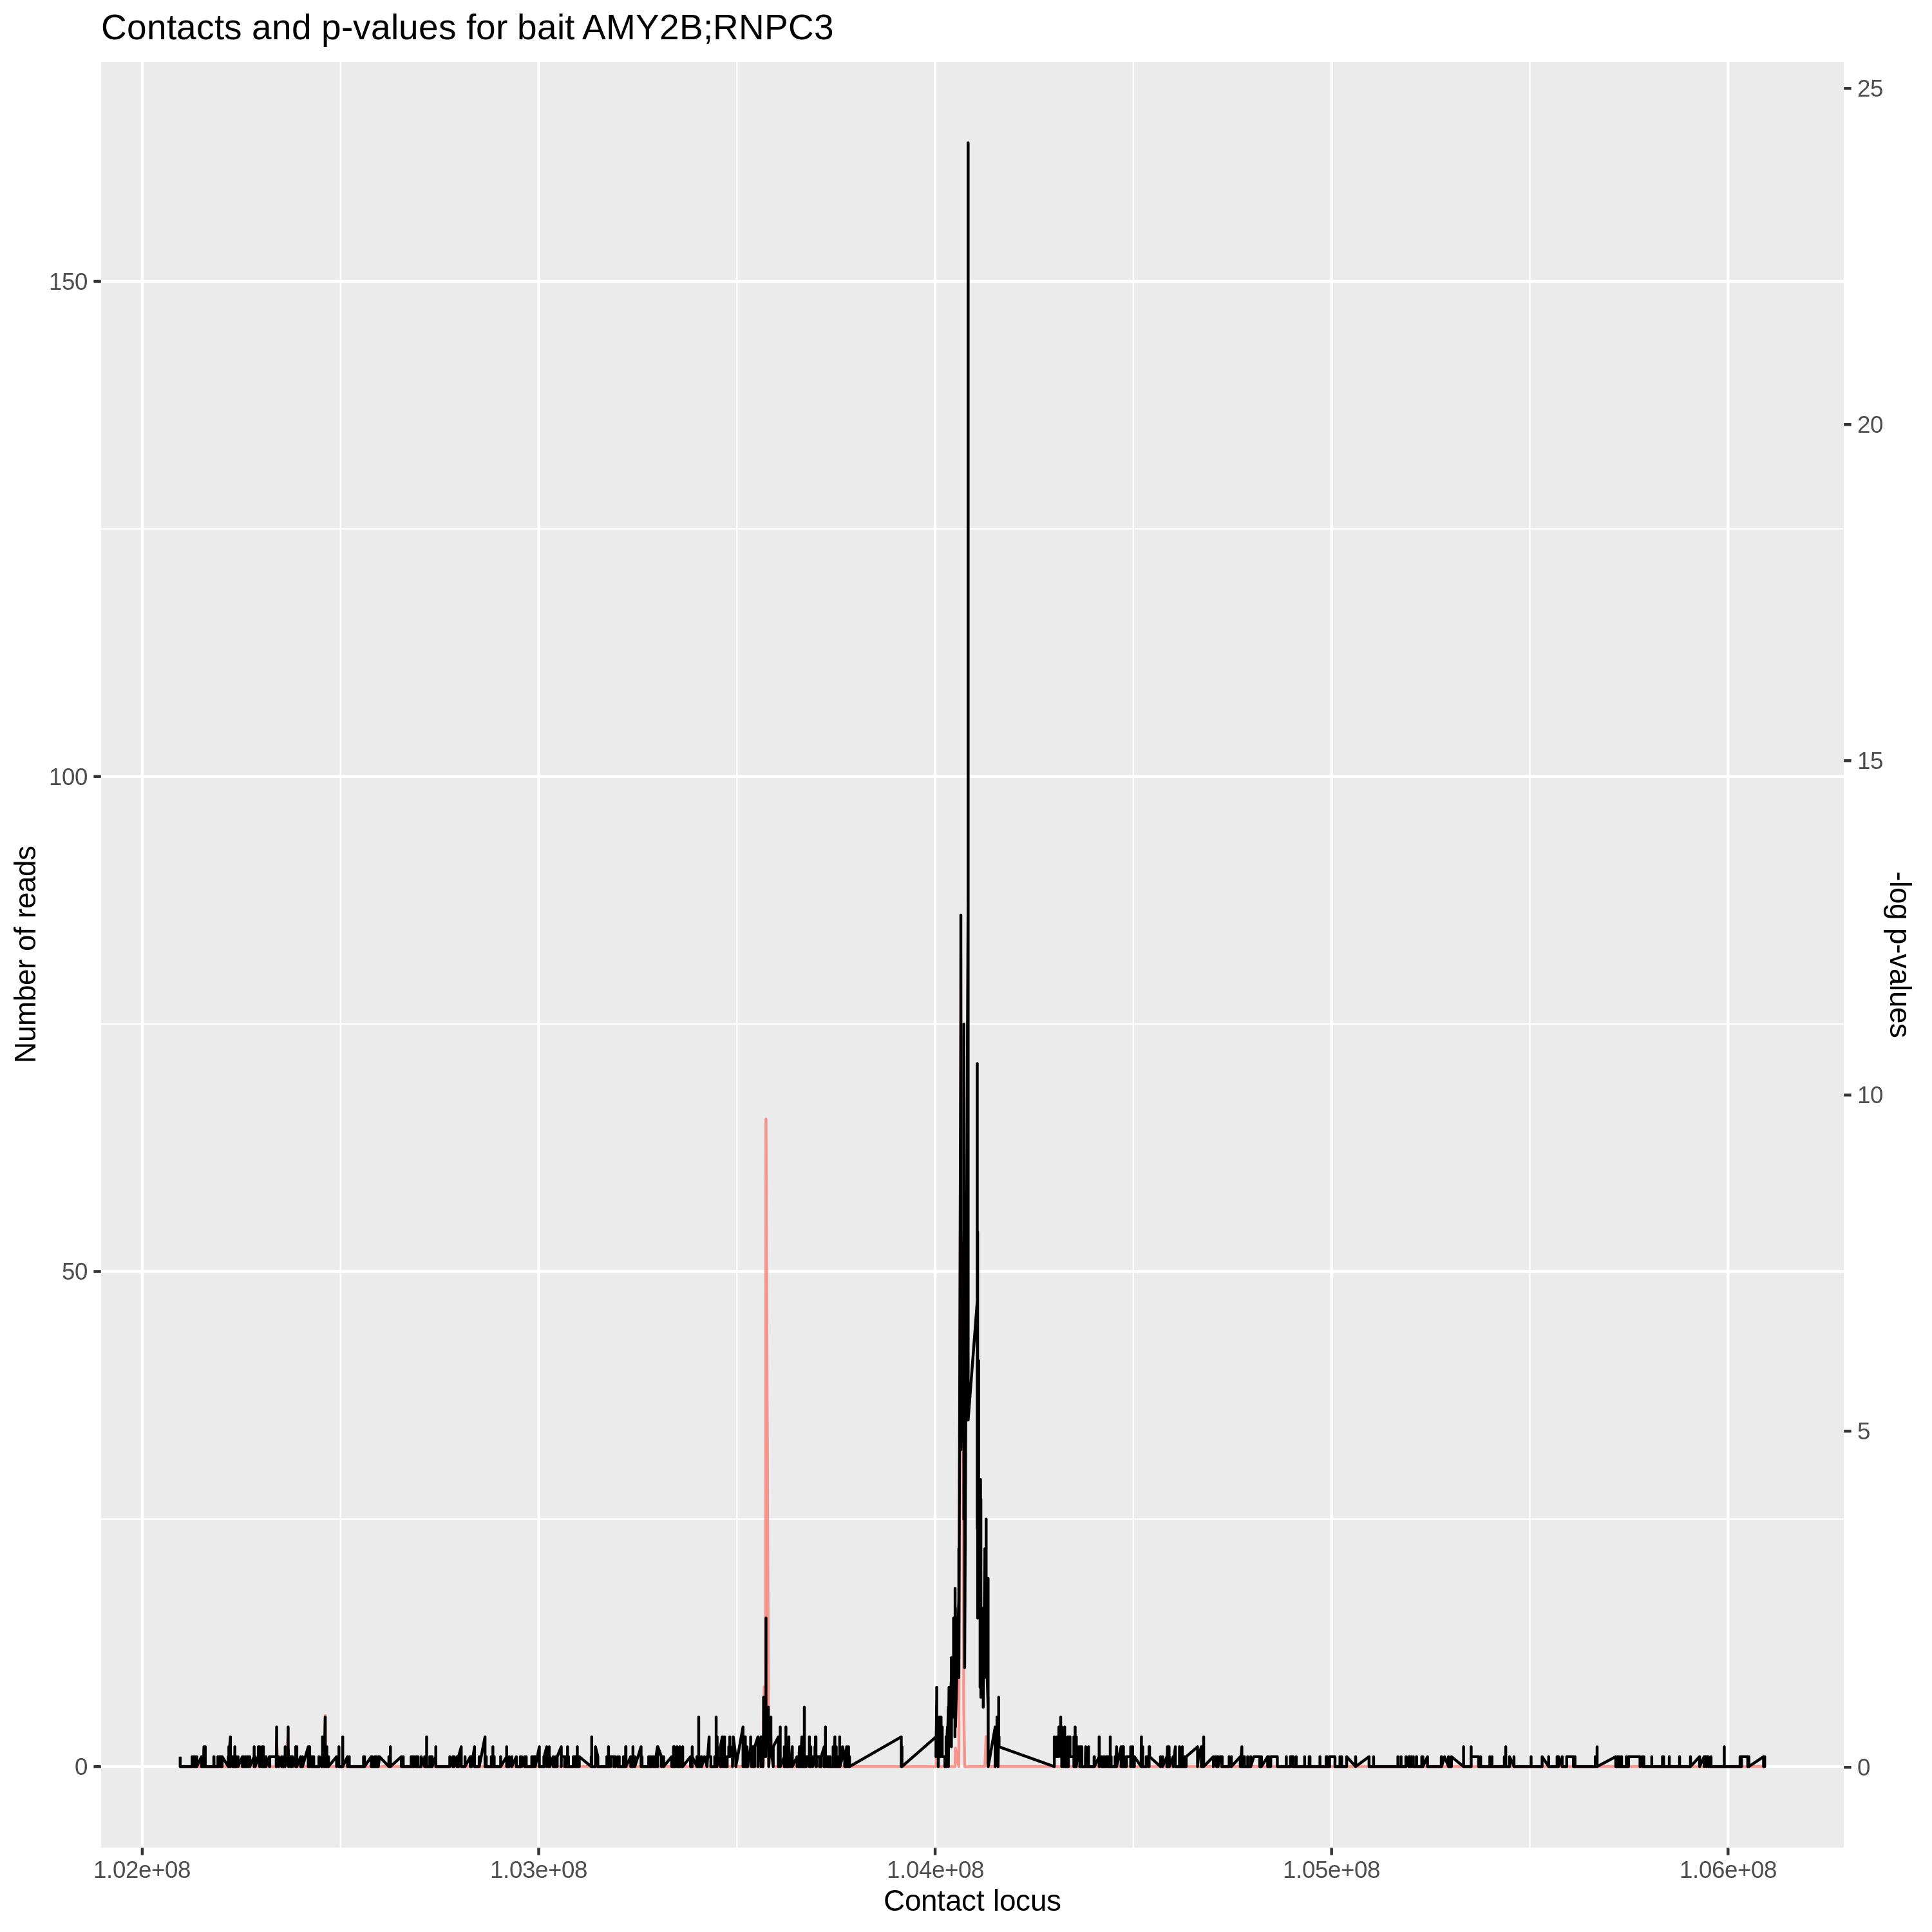 Contacts and p-values for bait AMY2B;RNPC3
25
150
20
15
100
10
50
5
0
0
Number of reads
-log p-values
1.02e+08
1.03e+08
1.04e+08
1.05e+08
1.06e+08
Contact locus